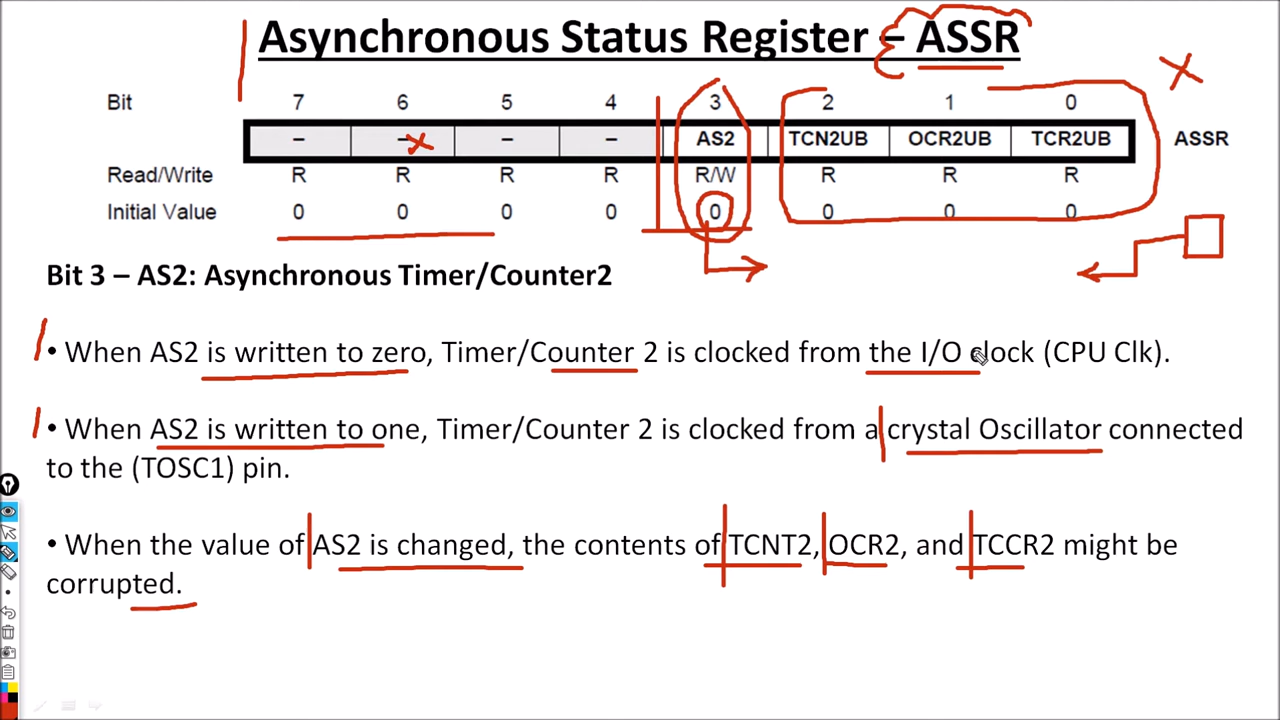 Asynchronous Status Register – ASSR
Bit 7 6 5 4 3 2 1 0
– – – – AS2 TCN2UB OCR2UB TCR2UB ASSR
Read/Write R R R R R/W R R R
Initial Value 0 0 0 0 0 0 0 0
Bit 3 – AS2: Asynchronous Timer/Counter2
• When AS2 is written to zero, Timer/Counter 2 is clocked from the I/O clock (CPU Clk).
• When AS2 is written to one, Timer/Counter 2 is clocked from a crystal Oscillator connected
to the (TOSC1) pin.
• When the value of AS2 is changed, the contents of TCNT2, OCR2, and TCCR2 might be
corrupted.